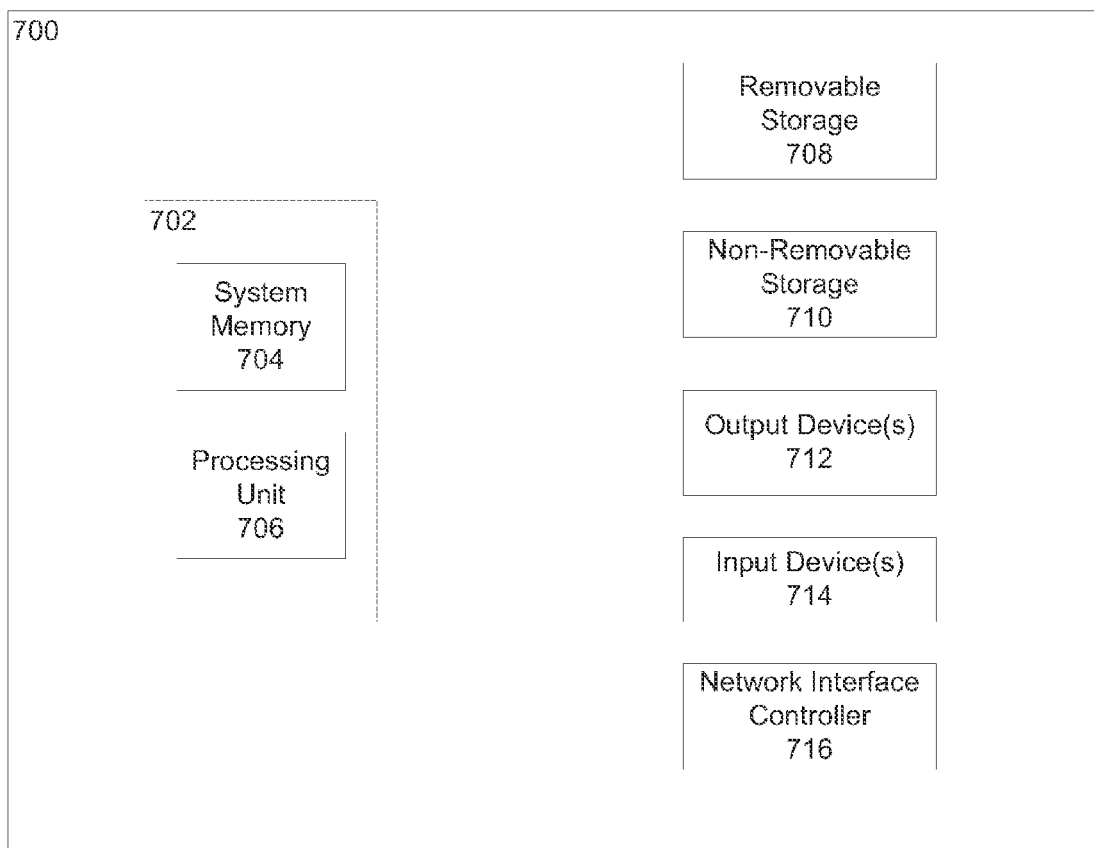 700
702
System
Memory
704
Processing
Unit
706
Removable
Storage
708
Non-Removable
Storage
710
Output Device(s)
712
Input Device(s)
714
Network Interface
Controller
716